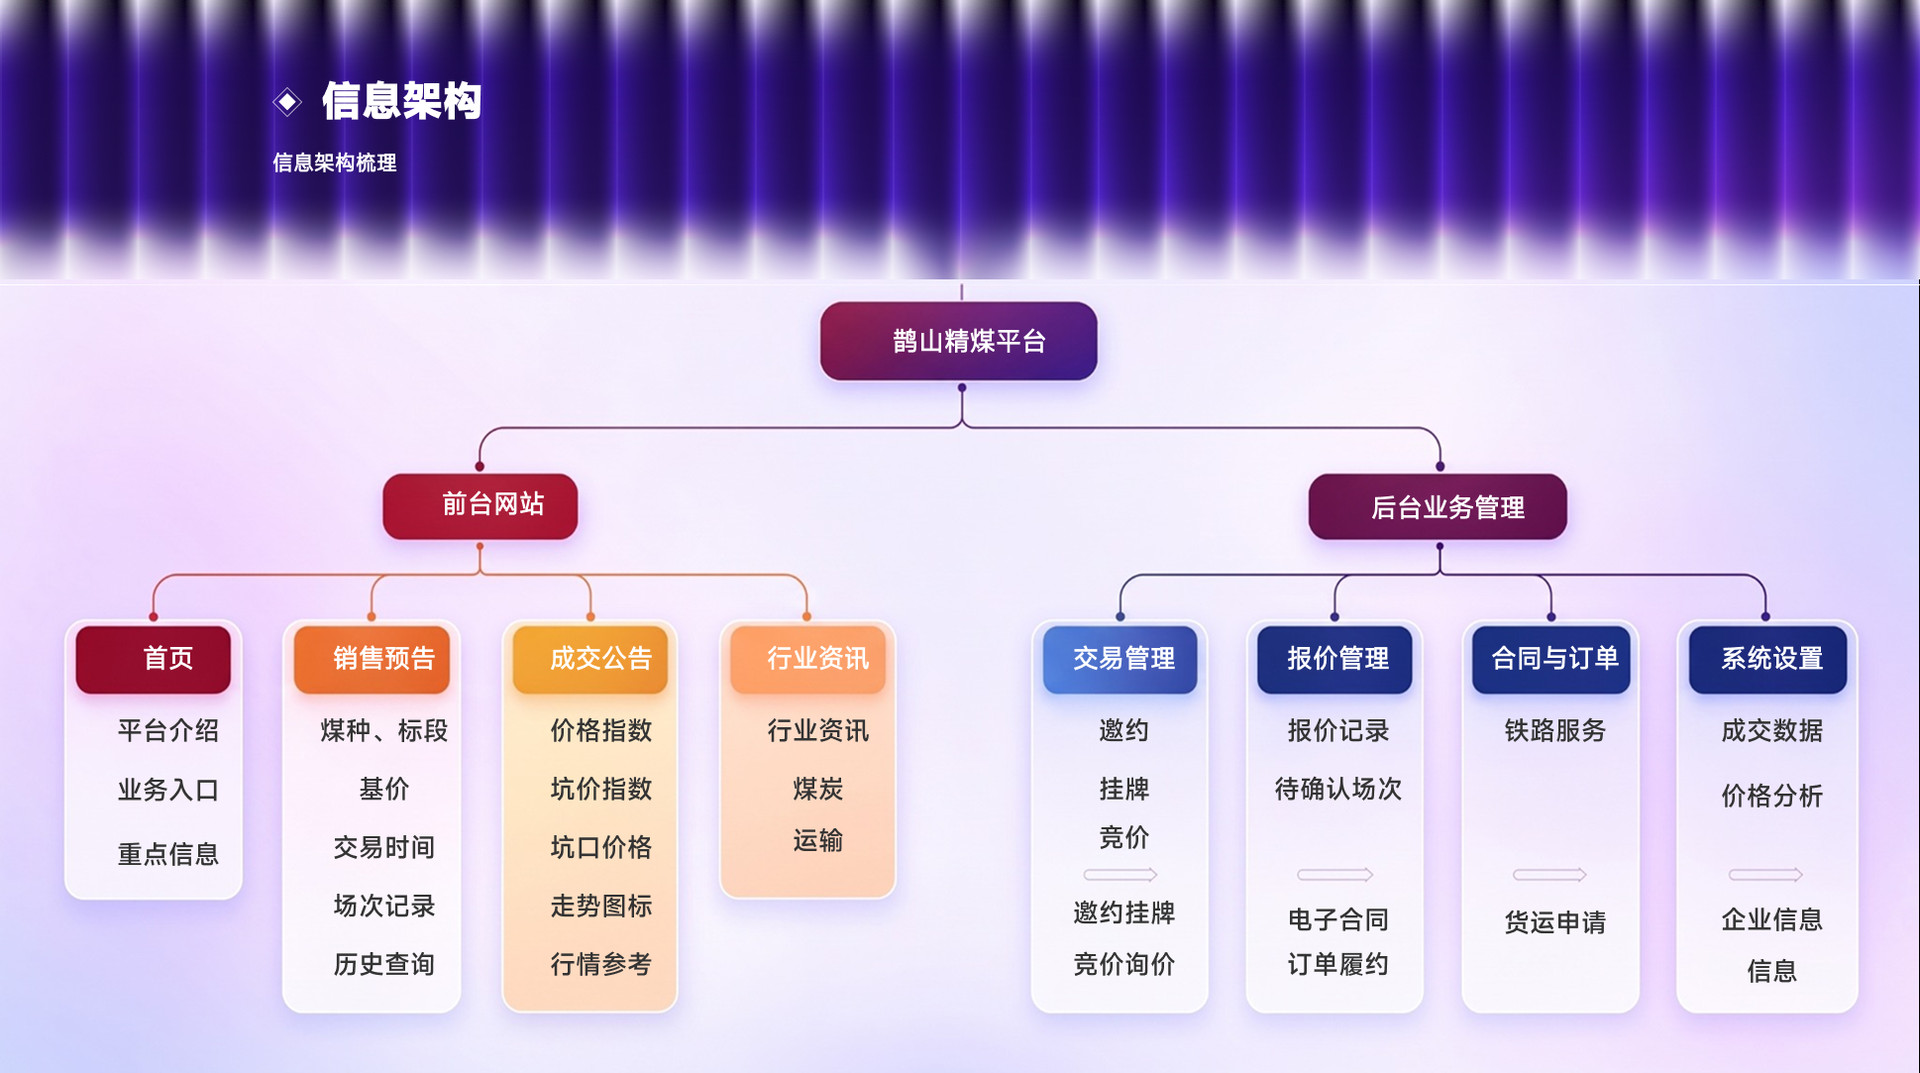 信息架构
信息架构梳理
鹊山精煤平台
前台网站
后台业务管理
首页
平台介绍
业务入口
重点信息
销售预告
煤种、标段
基价
交易时间
场次记录
历史查询
成交公告
价格指数
坑价指数
坑口价格
走势图标
行情参考
行业资讯
行业资讯
煤炭
运输
交易管理
邀约
挂牌
竞价
邀约挂牌
竞价询价
报价管理
报价记录
待确认场次
电子合同
订单履约
合同与订单
铁路服务
货运申请
系统设置
成交数据
价格分析
企业信息
信息